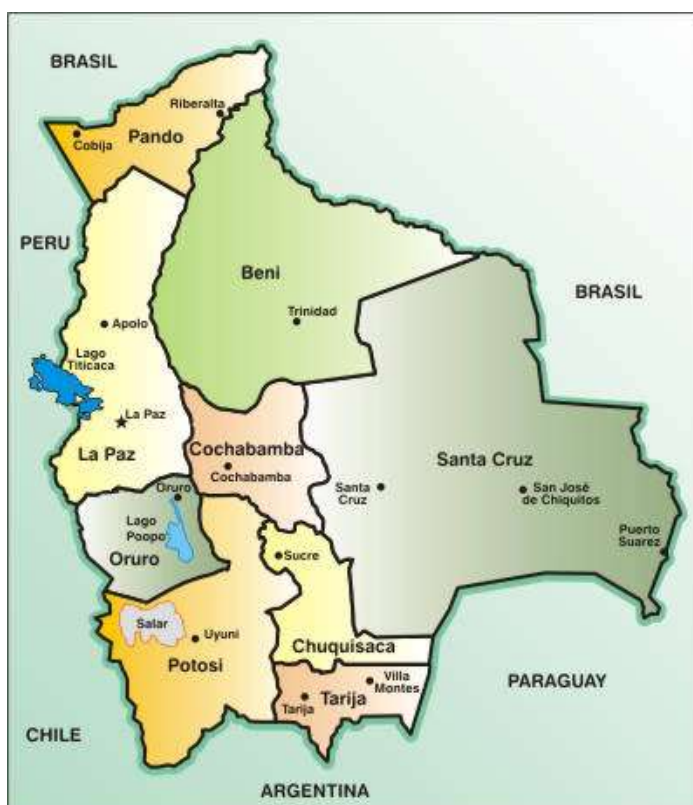 BRASIL
Riberalta
Pando
Cobija
PERU
Beni
BRASIL
Trinidad
Apolo
Lago
Titicaca
La Paz
La Paz
Cochabamba
Cochabamba
Santa Cruz
Santa
Cruz
San José
de Chiquitos
Oruro
Lago
Poopo
Oruro
Puerto
Suarez
Sucre
Salar
Uyuni
Potosi
Chuquisaca
Villa
Montes
Tarija
Tarija
PARAGUAY
CHILE
ARGENTINA